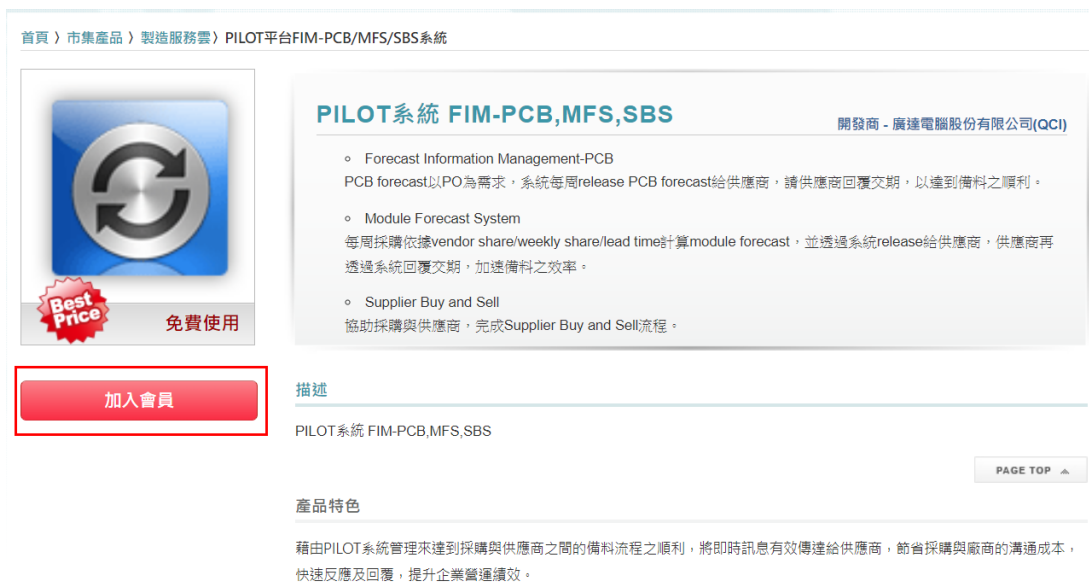 首頁 〉市集產品 〉製造服務雲〉PILOT平台FIM-PCB/MFS/SBS系統
Best
Price
免費使用
加入會員
PILOT系統 FIM-PCB,MFS,SBS
開發商 - 廣達電腦股份有限公司(QCI)
Forecast Information Management-PCB
PCB forecast以PO為需求，系統每周release PCB forecast給供應商，請供應商回覆交期，以達到備料之順利。
Module Forecast System
每周採購依據vendor share/weekly share/lead time計算module forecast，並透過系統release給供應商，供應商再
透過系統回覆交期，加速備料之效率。
Supplier Buy and Sell
協助採購與供應商，完成Supplier Buy and Sell流程。
描述
PILOT系統 FIM-PCB,MFS,SBS
PAGE TOP
產品特色
藉由PILOT系統管理來達到採購與供應商之間的備料流程之順利，將即時訊息有效傳達給供應商，節省採購與廠商的溝通成本，
快速反應及回覆，提升企業營運績效。